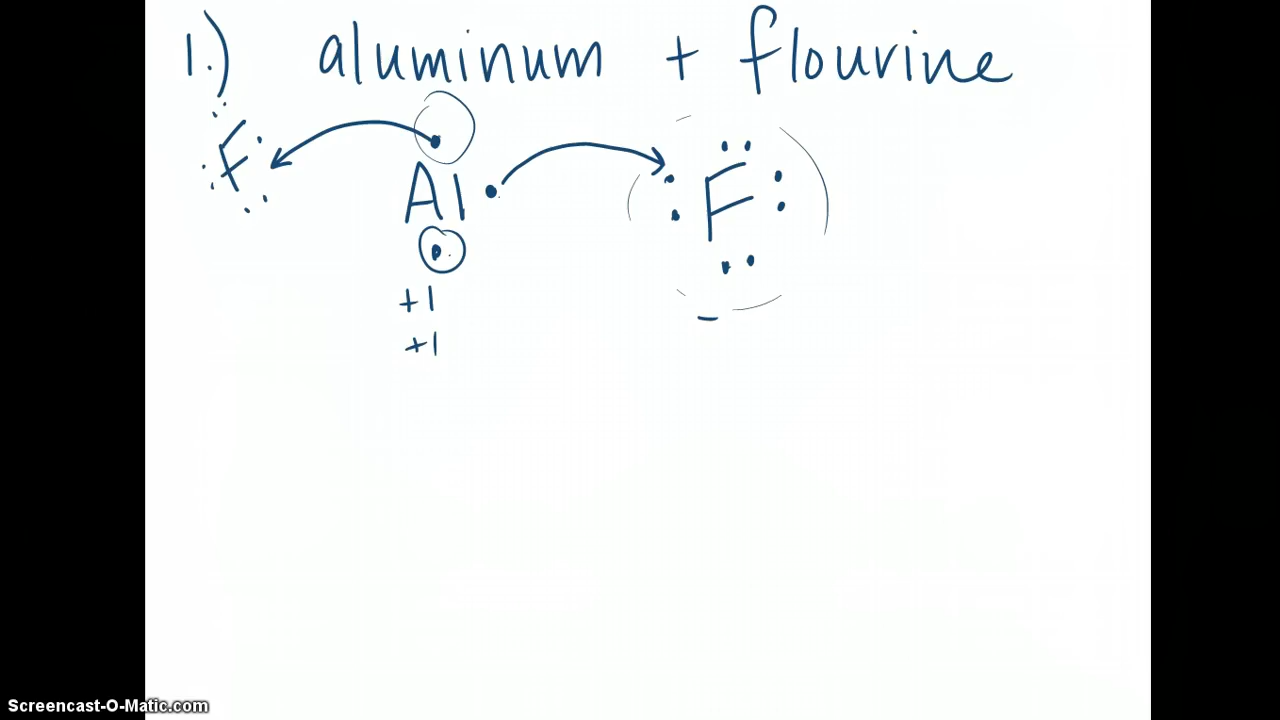 1.) aluminum + flourine
F Al F
+1
+1
-
Screencast-O-Matic.com